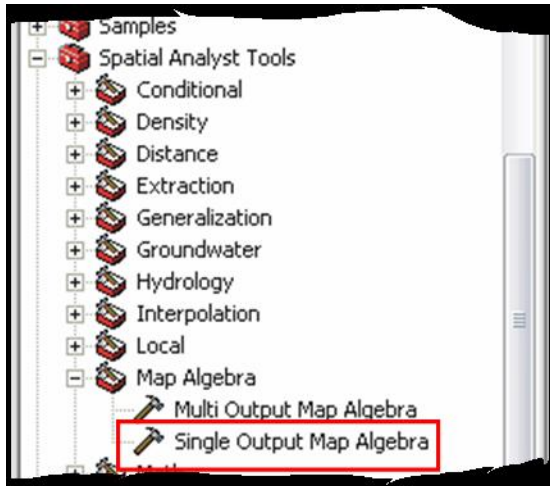 Samples
Spatial Analyst Tools
Conditional
Density
Distance
Extraction
Generalization
Groundwater
Hydrology
Interpolation
Local
Map Algebra
Multi Output Map Algebra
Single Output Map Algebra